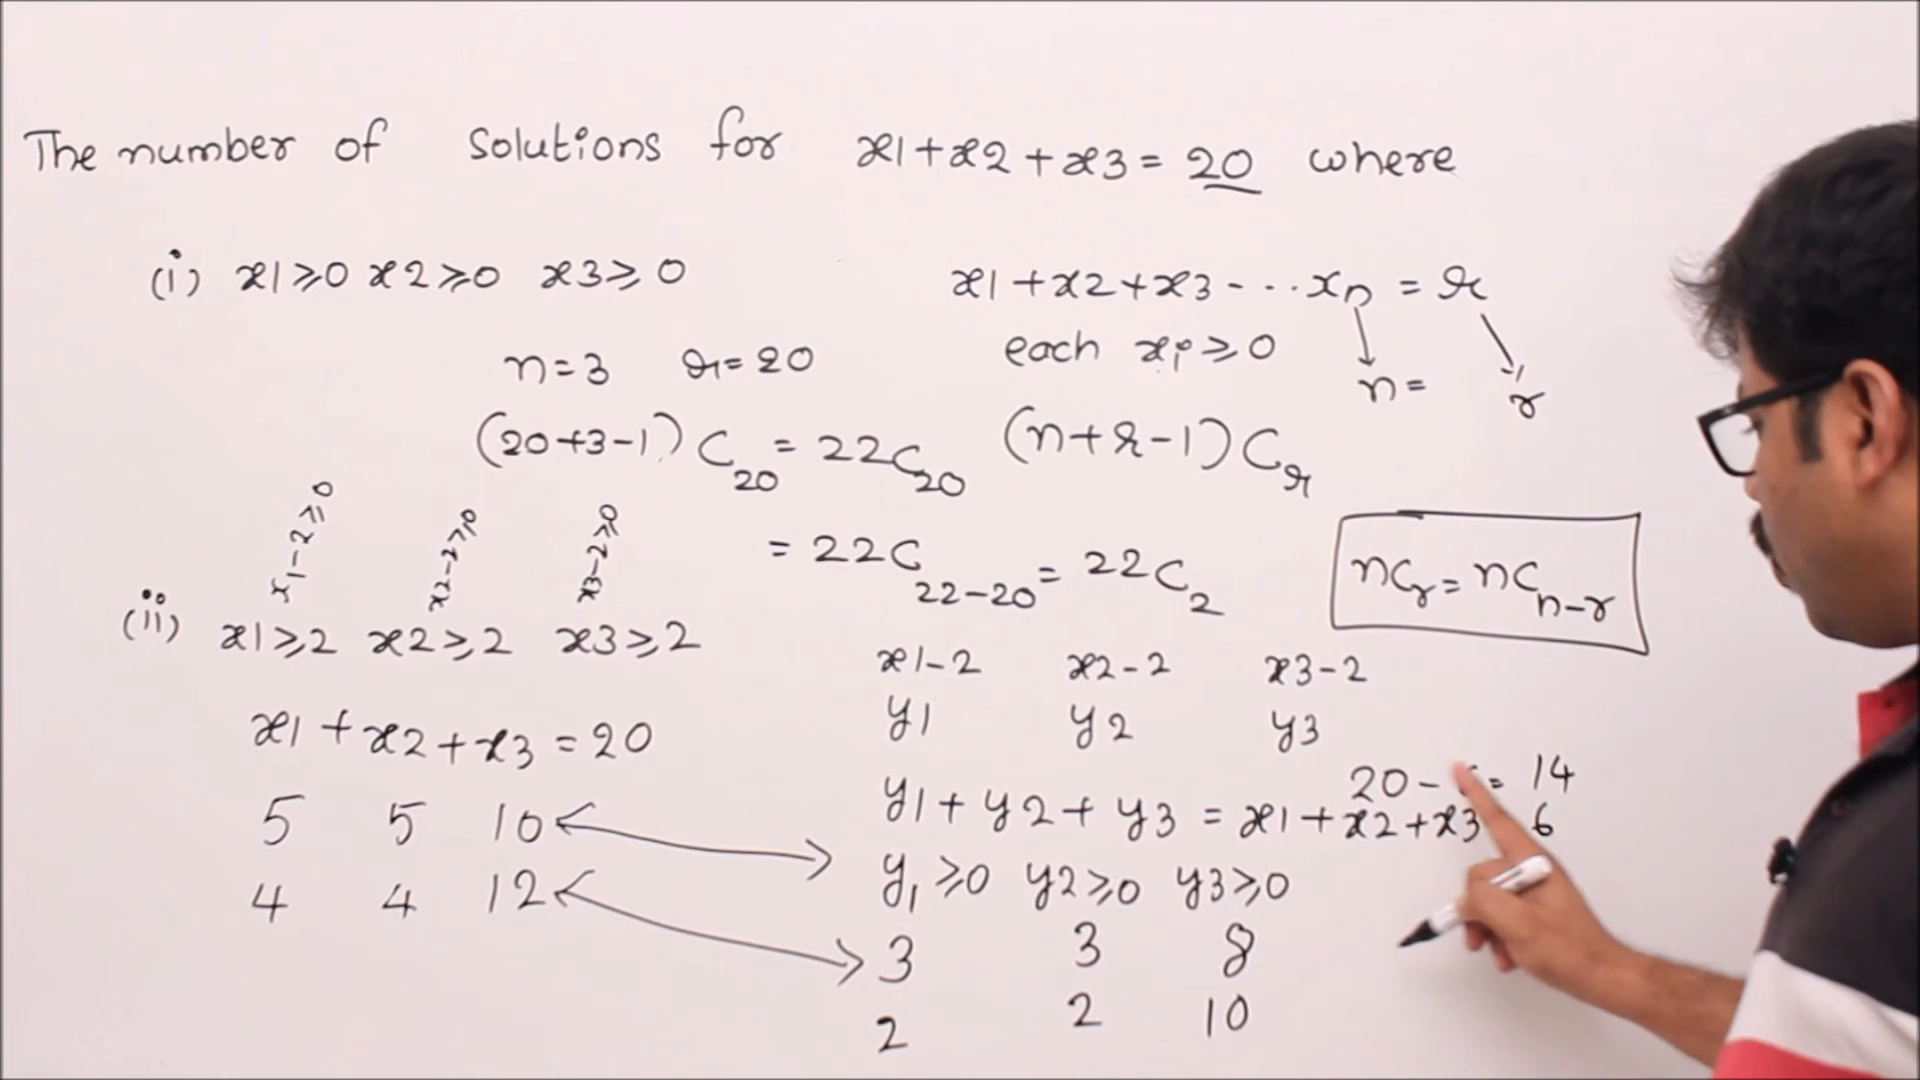 The number of solutions for x1+x2+x3=20 where
(i) x1≥0 x2≥0 x3≥0
x1+x2+x3-...xn = r
each xi≥0
n= r
n=3 r=20
(20+3-1)C20 = 22C20
(n+r-1)Cr
= 22C22-20 = 22C2
nCr=nCn-r
x1-2≥0 x2-2≥0 x3-2≥0
(ii) x1≥2 x2≥2 x3≥2
x1-2 x2-2 x3-2
y1 y2 y3
x1+x2+x3=20
20- = 14
y1+y2+y3 = x1+x2+x3 6
5 5 10
y1≥0 y2≥0 y3≥0
4 4 12
3 3 8
2 2 10